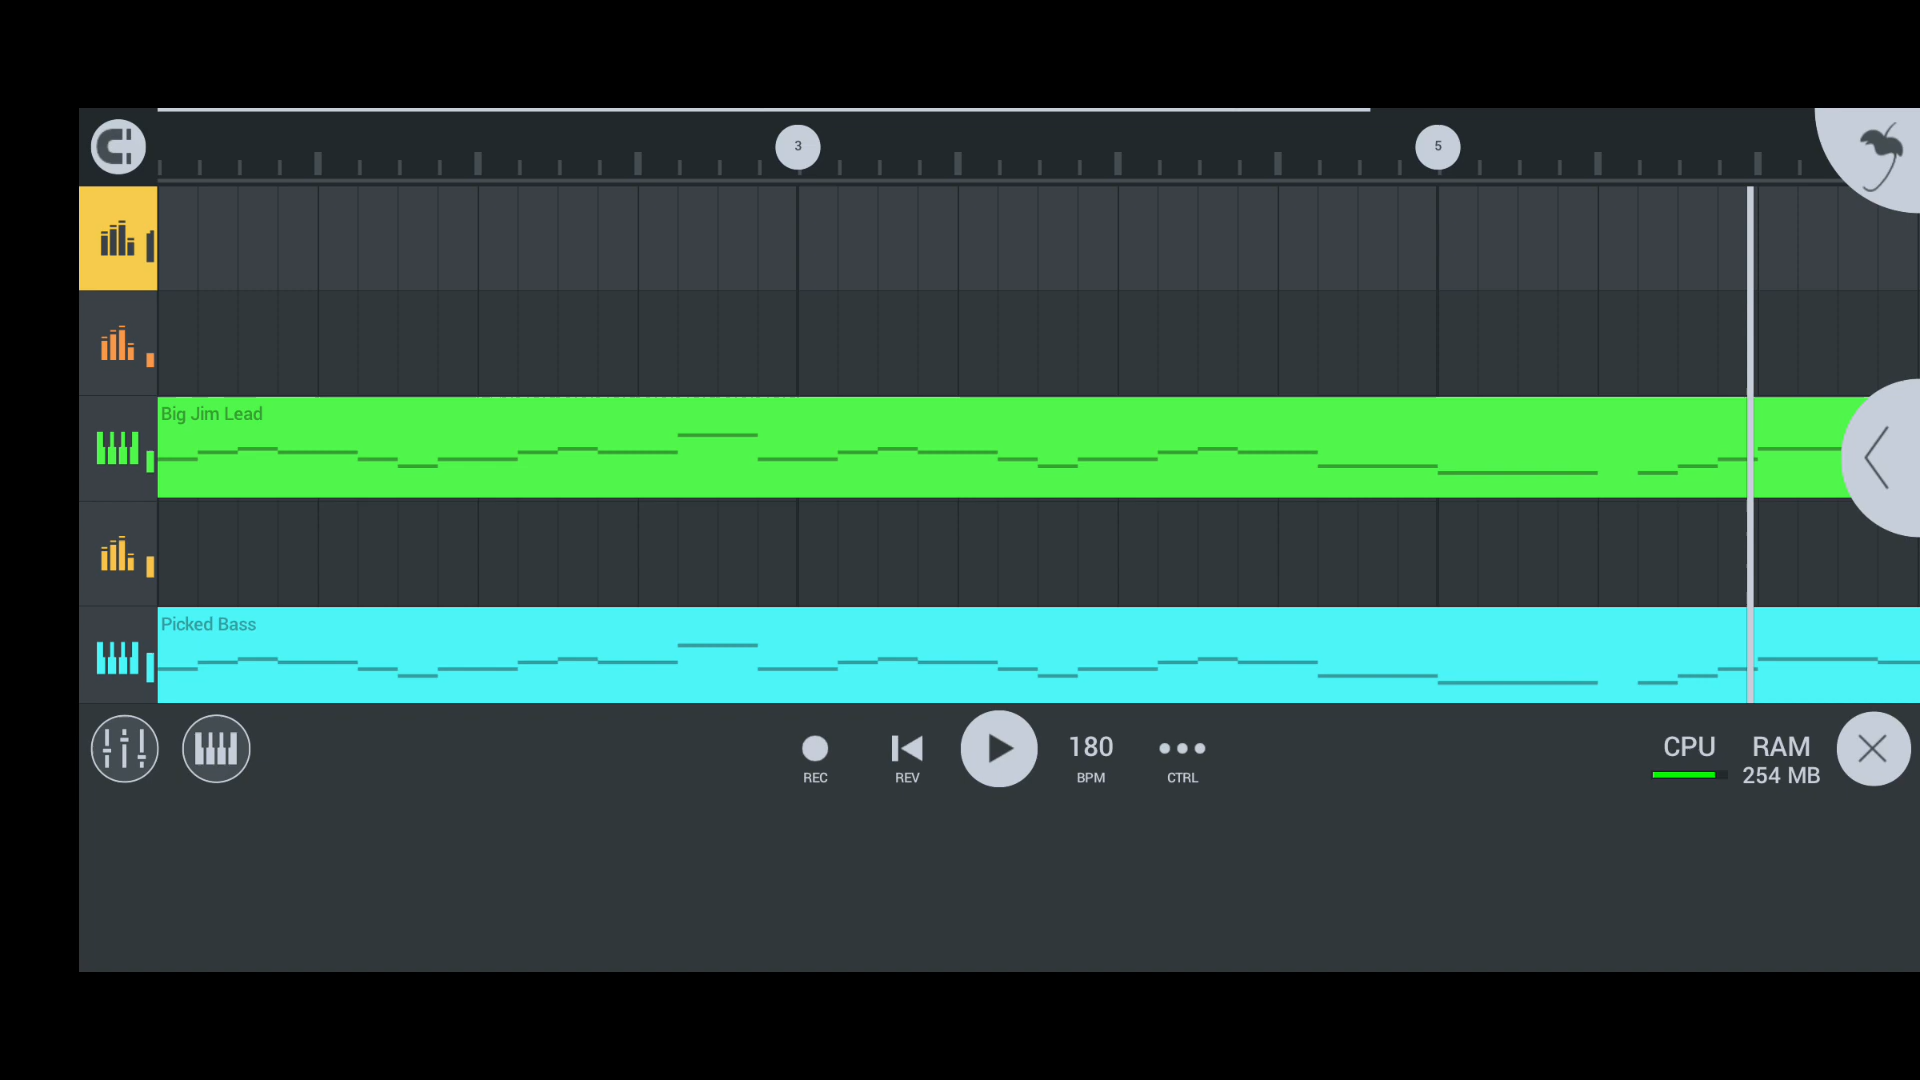 3
5
Big Jim Lead
Picked Bass
REC
REV
180
BPM
CTRL
CPU
RAM
254 MB